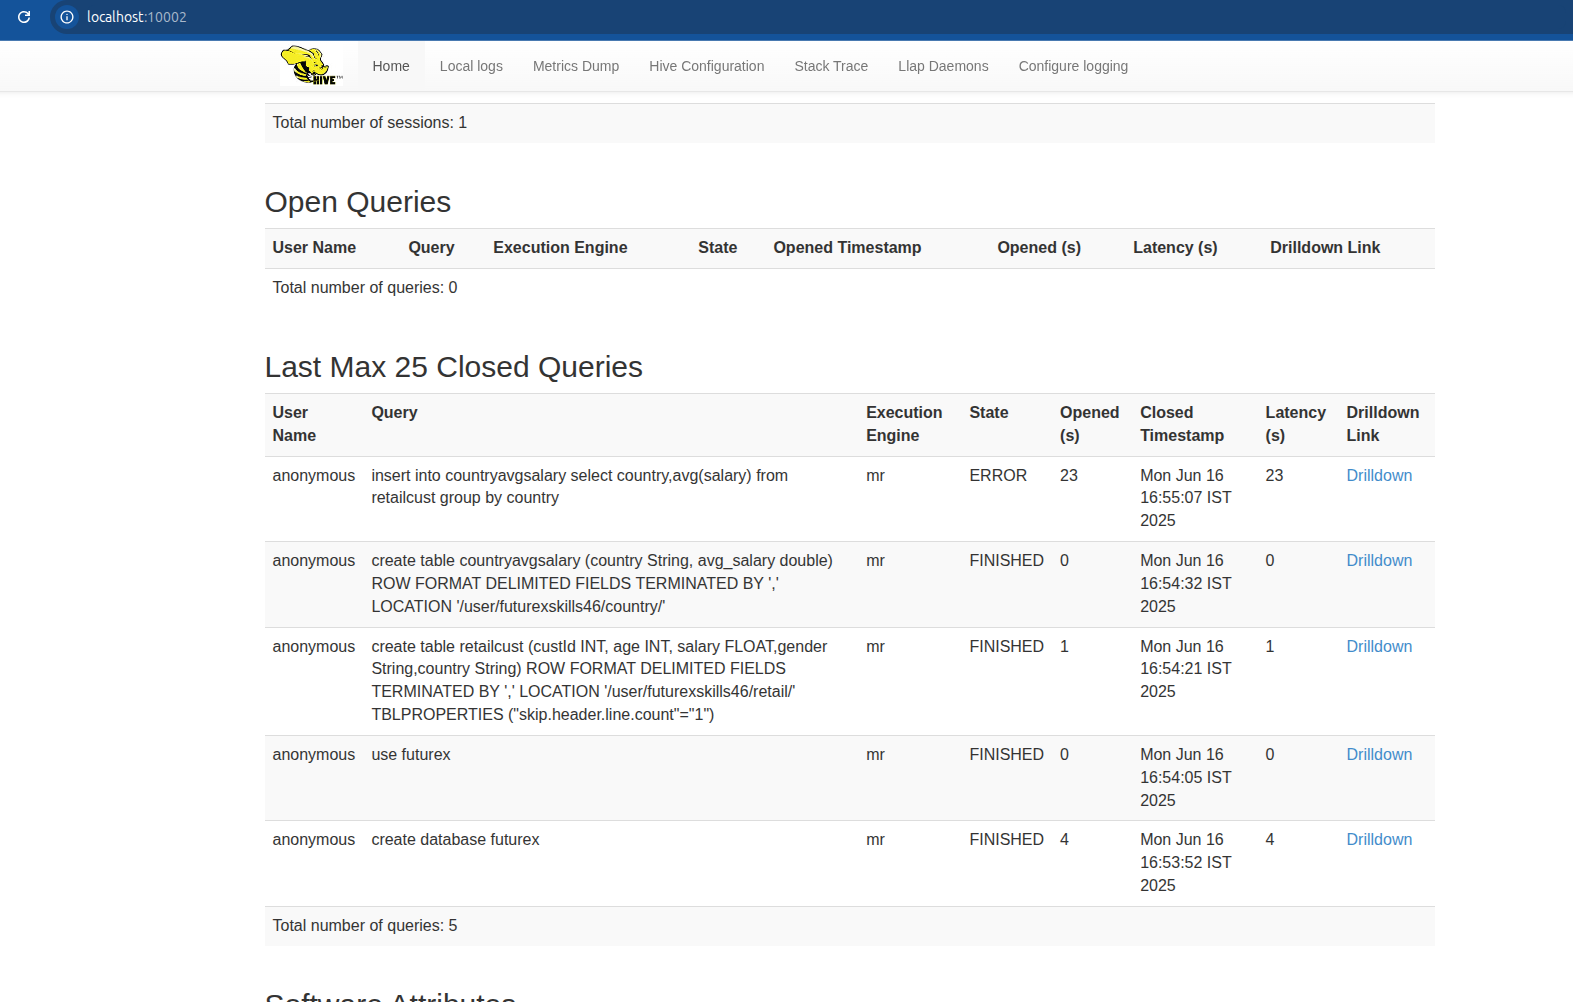 localhost:10002
HIVE™ Home Local logs Metrics Dump Hive Configuration Stack Trace Llap Daemons Configure logging
Total number of sessions: 1
Open Queries
User Name Query Execution Engine State Opened Timestamp Opened (s) Latency (s) Drilldown Link
Total number of queries: 0
Last Max 25 Closed Queries
User Name Query Execution Engine State Opened (s) Closed Timestamp Latency (s) Drilldown Link
anonymous insert into countryavgsalary select country,avg(salary) from mr ERROR 23 Mon Jun 16 23 Drilldown
retailcust group by country 16:55:07 IST
2025
anonymous create table countryavgsalary (country String, avg_salary double) mr FINISHED 0 Mon Jun 16 0 Drilldown
ROW FORMAT DELIMITED FIELDS TERMINATED BY ',' 16:54:32 IST
LOCATION '/user/futurexskills46/country/' 2025
anonymous create table retailcust (custId INT, age INT, salary FLOAT,gender mr FINISHED 1 Mon Jun 16 1 Drilldown
String,country String) ROW FORMAT DELIMITED FIELDS 16:54:21 IST
TERMINATED BY ',' LOCATION '/user/futurexskills46/retail/' 2025
TBLPROPERTIES ("skip.header.line.count"="1")
anonymous use futurex mr FINISHED 0 Mon Jun 16 0 Drilldown
16:54:05 IST
2025
anonymous create database futurex mr FINISHED 4 Mon Jun 16 4 Drilldown
16:53:52 IST
2025
Total number of queries: 5
Software Attributes